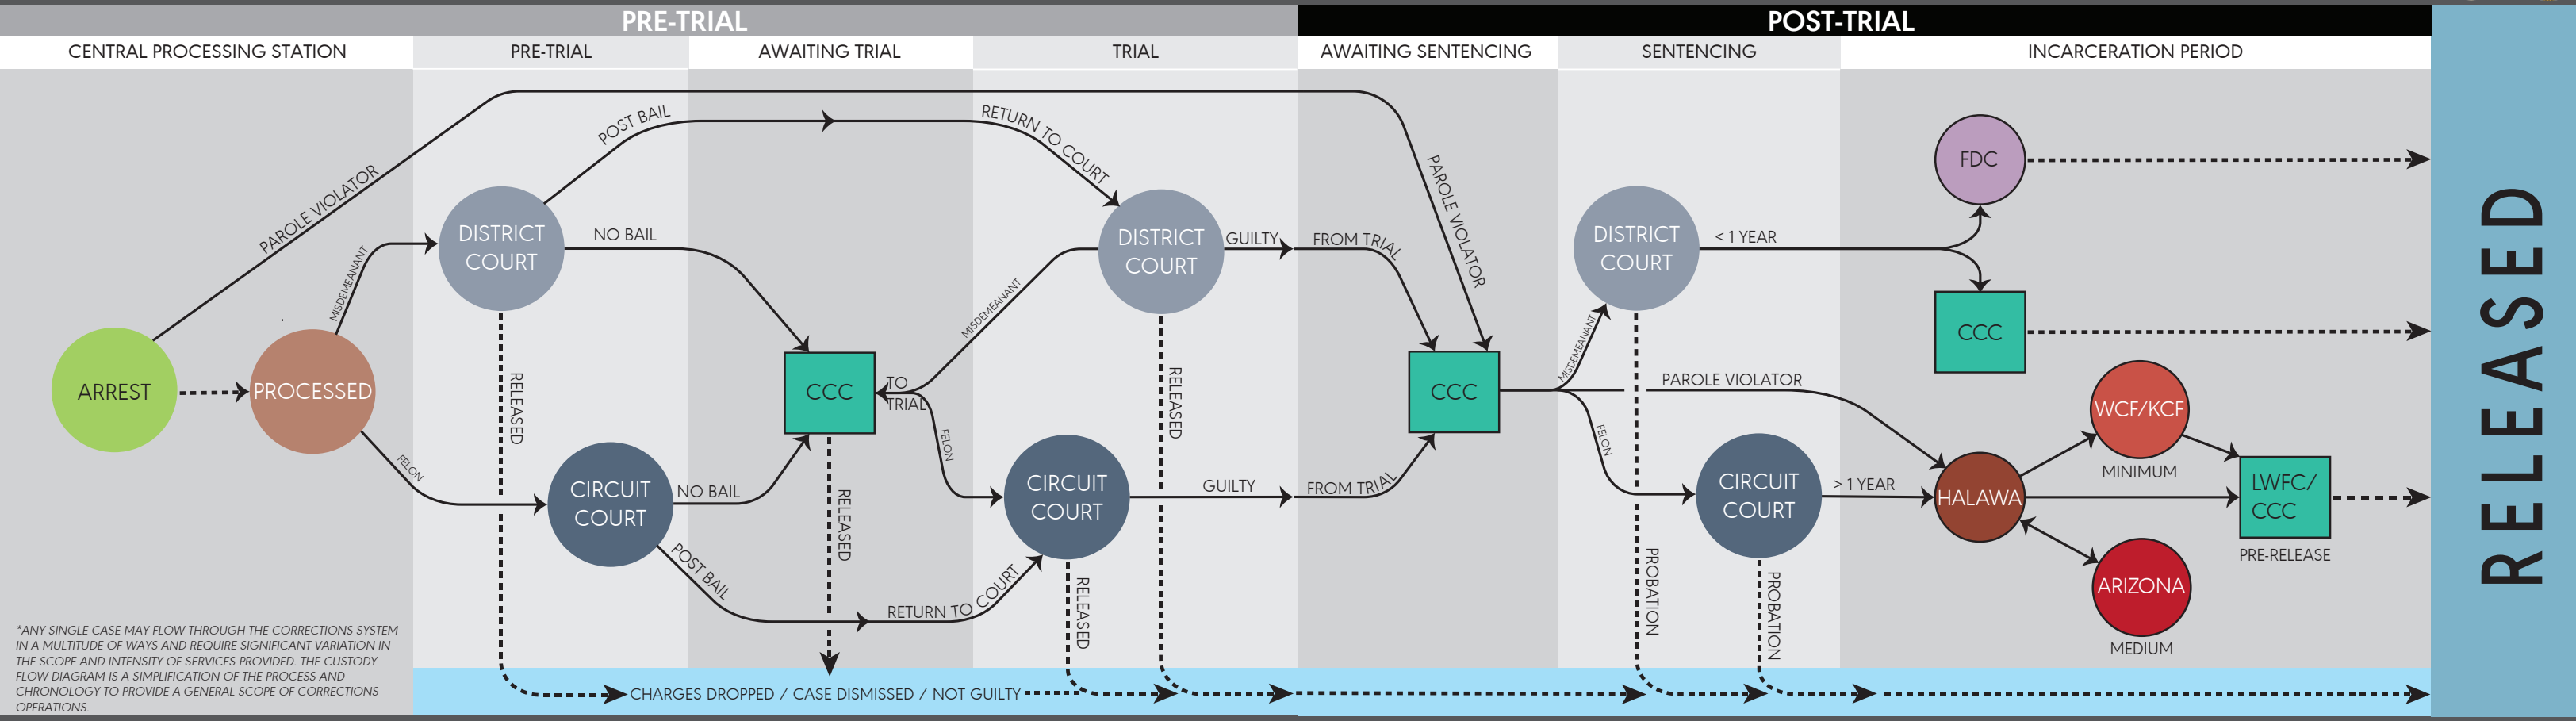 PRE-TRIAL
POST-TRIAL
CENTRAL PROCESSING STATION
PRE-TRIAL
AWAITING TRIAL
TRIAL
AWAITING SENTENCING
SENTENCING
INCARCERATION PERIOD
PAROLE VIOLATOR
MISDEMEANANT
ARREST
PROCESSED
FELON
*ANY SINGLE CASE MAY FLOW THROUGH THE CORRECTIONS SYSTEM
IN A MULTITUDE OF WAYS AND REQUIRE SIGNIFICANT VARIATION IN
THE SCOPE AND INTENSITY OF SERVICES PROVIDED. THE CUSTODY
FLOW DIAGRAM IS A SIMPLIFICATION OF THE PROCESS AND
CHRONOLOGY TO PROVIDE A GENERAL SCOPE OF CORRECTIONS
OPERATIONS.
POST BAIL
DISTRICT
COURT
NO BAIL
RELEASED
CIRCUIT
COURT
NO BAIL
POST BAIL
CCC
TO
TRIAL
RELEASED
RETURN TO COURT
RETURN TO COURT
MISDEMEANANT
FELON
DISTRICT
COURT
GUILTY
RELEASED
CIRCUIT
COURT
GUILTY
RELEASED
CHARGES DROPPED / CASE DISMISSED / NOT GUILTY
FROM TRIAL
PAROLE VIOLATOR
CCC
FROM TRIAL
MISDEMEANANT
FELON
DISTRICT
COURT
< 1 YEAR
PAROLE VIOLATOR
PROBATION
CIRCUIT
COURT
> 1 YEAR
PROBATION
FDC
CCC
WCF/KCF
MINIMUM
HALAWA
LWFC/
CCC
PRE-RELEASE
ARIZONA
MEDIUM
RELEASED